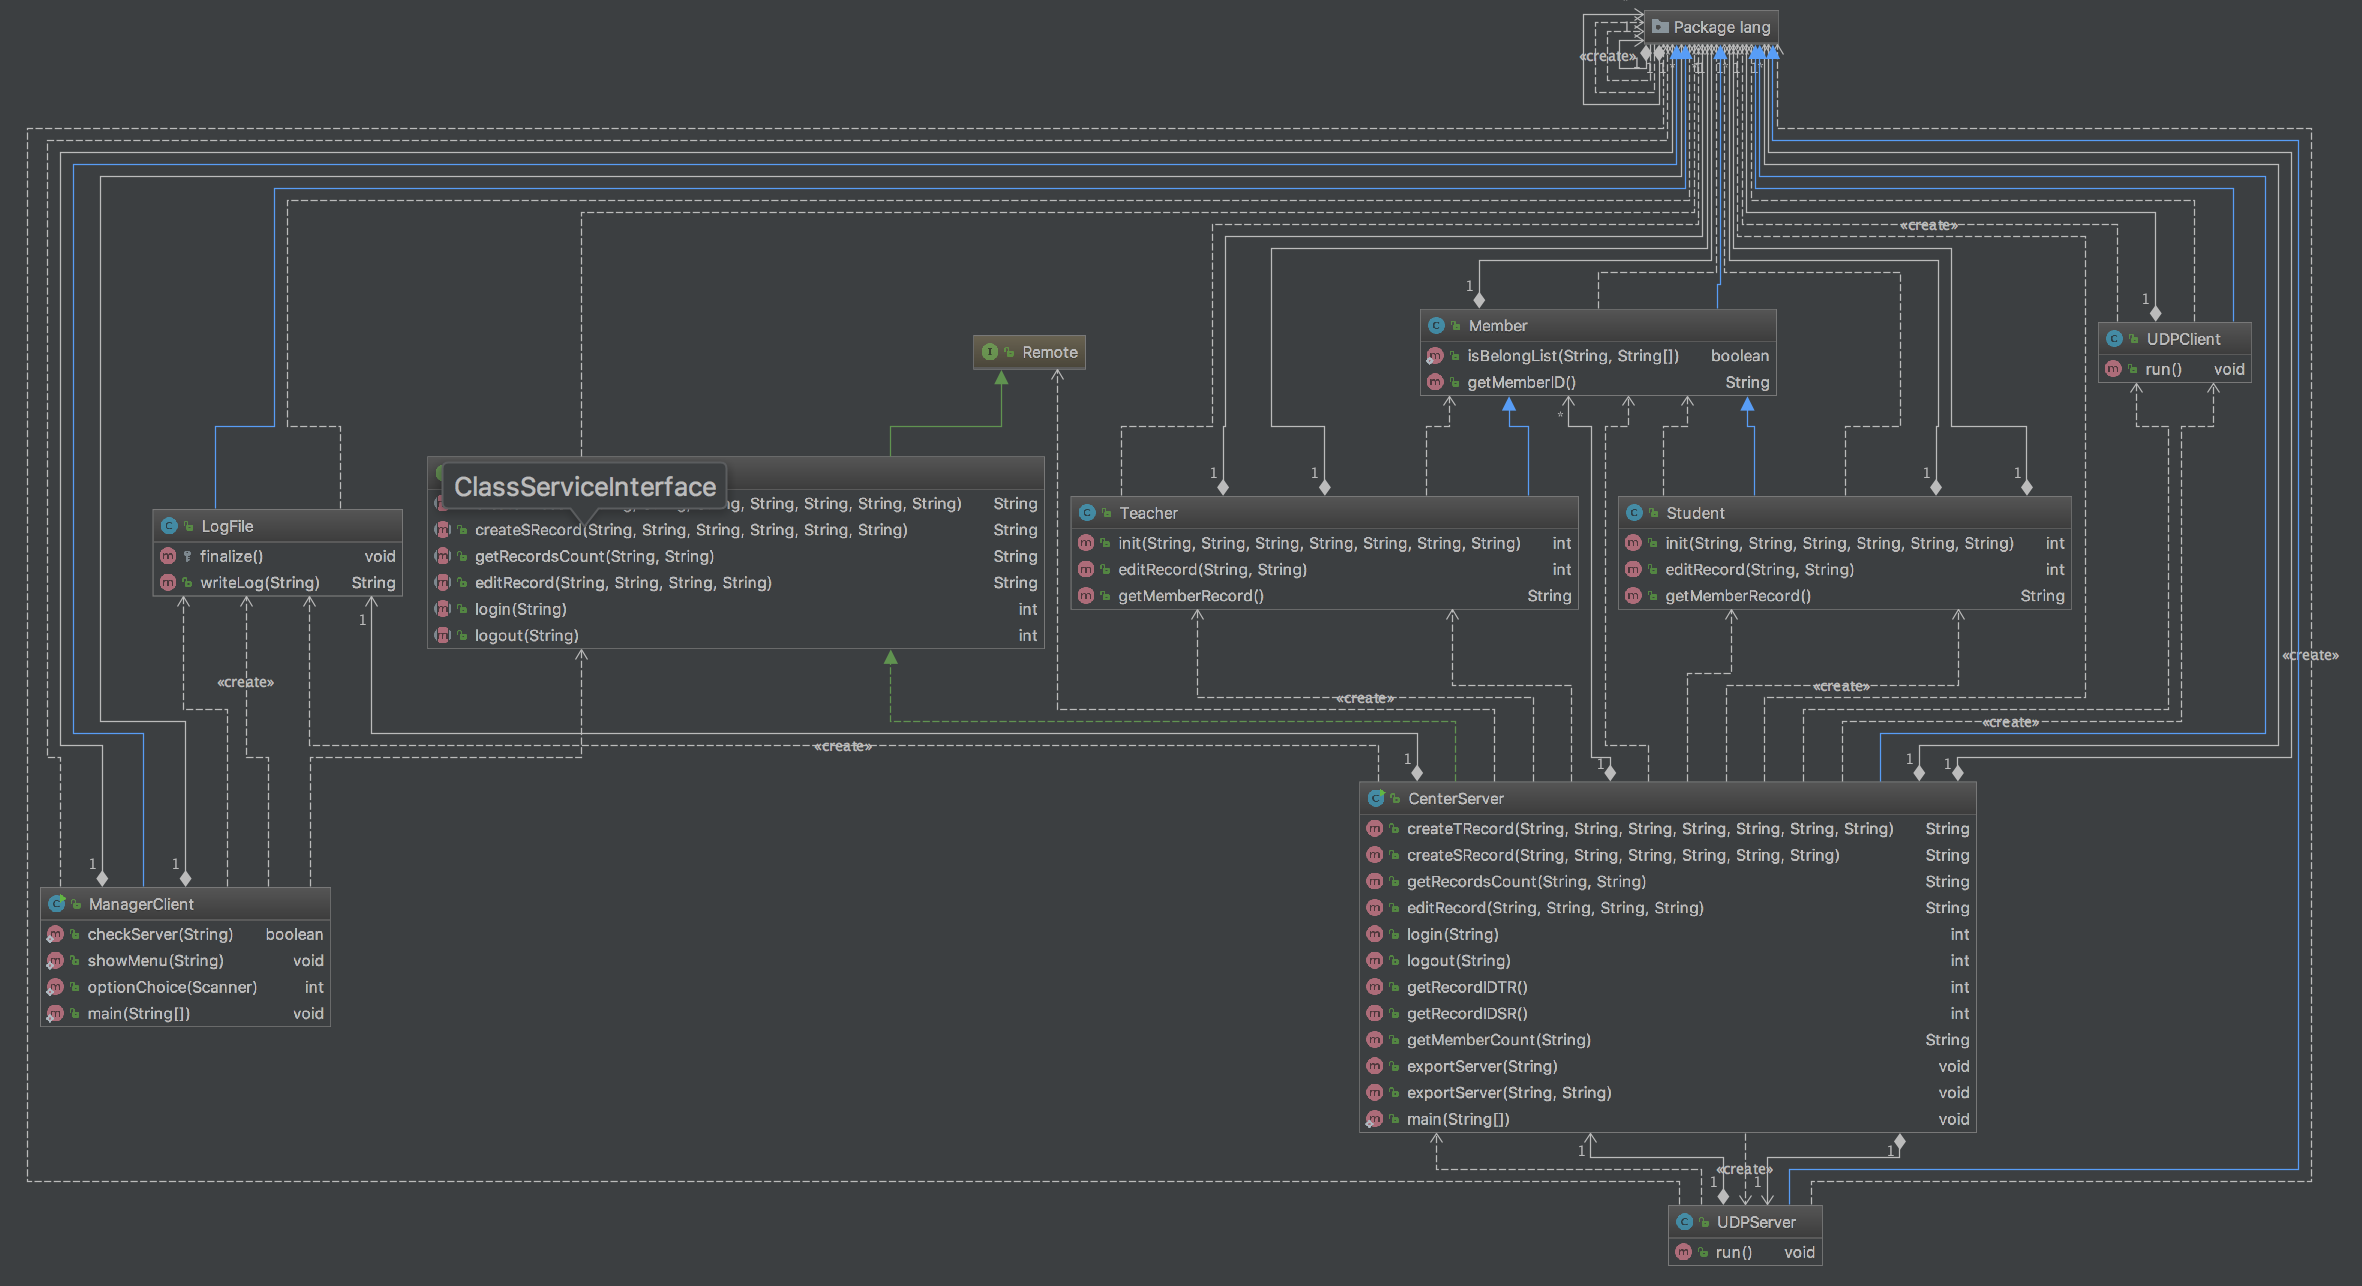 Package lang
1
«create»
1
1 1 * *1 1* 1 1*
«create»
1
1
Member
isBelongList(String, String[]) boolean
getMemberID() String
UDPClient
run() void
Remote
*
1
1
1
1
ClassServiceInterface
ng, String, String, String, String) String
createSRecord(String, String, String, String, String, String) String
getRecordsCount(String, String) String
editRecord(String, String, String, String) String
login(String) int
logout(String) int
LogFile
finalize() void
writeLog(String) String
Teacher
init(String, String, String, String, String, String, String) int
editRecord(String, String) int
getMemberRecord() String
Student
init(String, String, String, String, String, String) int
editRecord(String, String) int
getMemberRecord() String
1
«create»
«create»
«create»
«create»
«create»
«create»
1
1
1
1
CenterServer
createTRecord(String, String, String, String, String, String, String) String
createSRecord(String, String, String, String, String, String) String
getRecordsCount(String, String) String
editRecord(String, String, String, String) String
login(String) int
logout(String) int
getRecordIDTR() int
getRecordIDSR() int
getMemberCount(String) String
exportServer(String) void
exportServer(String, String) void
main(String[]) void
1
1
ManagerClient
checkServer(String) boolean
showMenu(String) void
optionChoice(Scanner) int
main(String[]) void
1
1
«create»
1
1
UDPServer
run() void